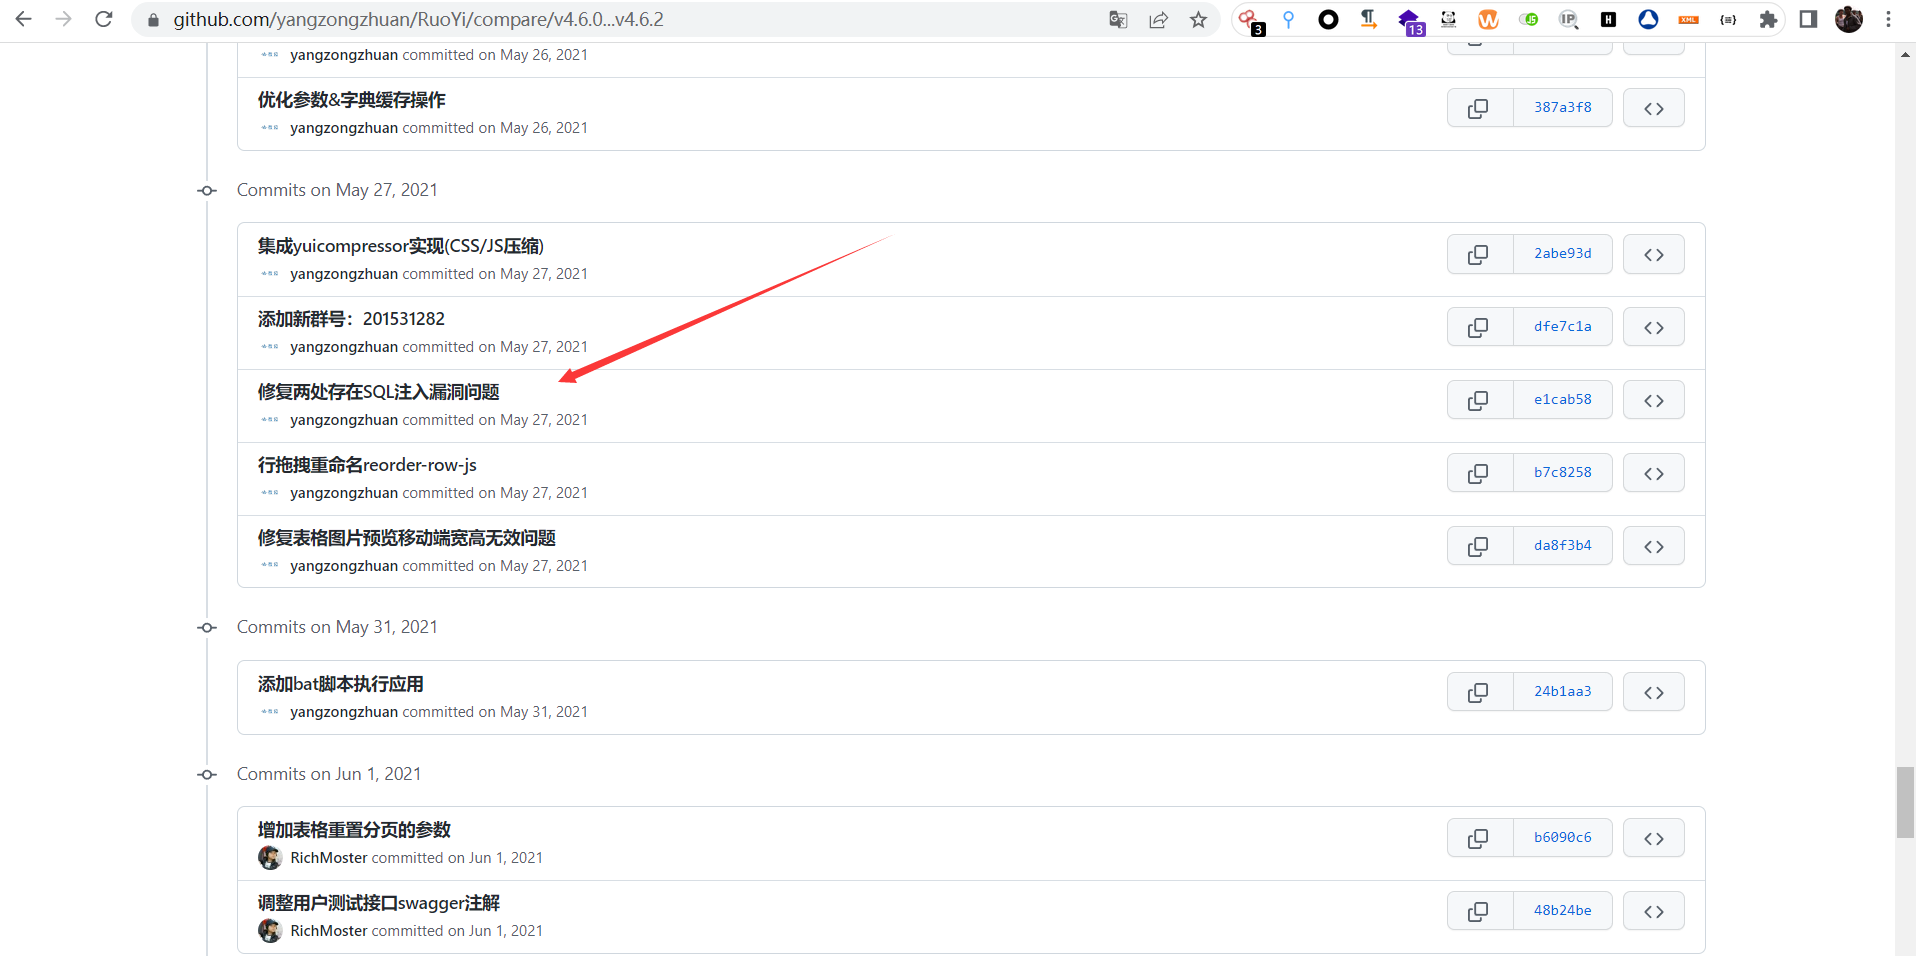 github.com/yangzongzhuan/RuoYi/compare/v4.6.0...v4.6.2
3
13
JS
IP
H
XML
yangzongzhuan committed on May 26, 2021
优化参数&字典缓存操作
387a3f8
yangzongzhuan committed on May 26, 2021
Commits on May 27, 2021
集成yuicompressor实现(CSS/JS压缩)
2abe93d
yangzongzhuan committed on May 27, 2021
添加新群号：201531282
dfe7c1a
yangzongzhuan committed on May 27, 2021
修复两处存在SQL注入漏洞问题
e1cab58
yangzongzhuan committed on May 27, 2021
行拖拽重命名reorder-row-js
b7c8258
yangzongzhuan committed on May 27, 2021
修复表格图片预览移动端宽高无效问题
da8f3b4
yangzongzhuan committed on May 27, 2021
Commits on May 31, 2021
添加bat脚本执行应用
24b1aa3
yangzongzhuan committed on May 31, 2021
Commits on Jun 1, 2021
增加表格重置分页的参数
b6090c6
RichMoster committed on Jun 1, 2021
调整用户测试接口swagger注解
48b24be
RichMoster committed on Jun 1, 2021